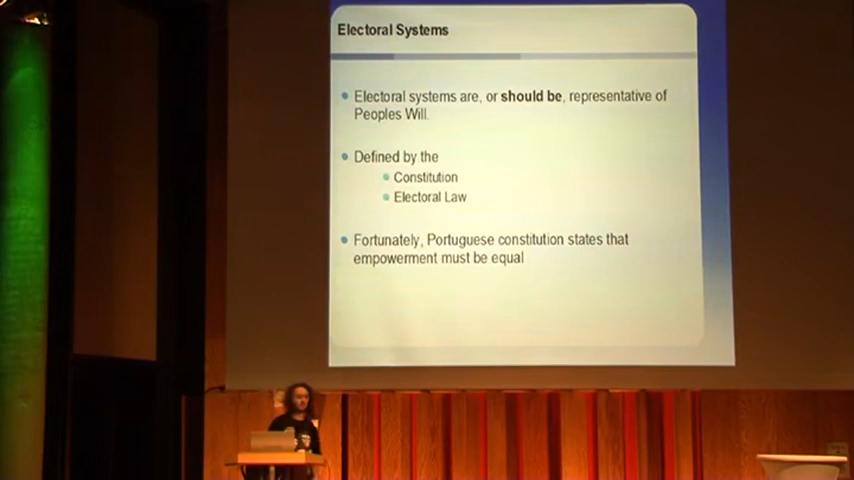 Electoral Systems
Electoral systems are, or should be, representative of
Peoples Will.
Defined by the
Constitution
Electoral Law
Fortunately, Portuguese constitution states that
empowerment must be equal